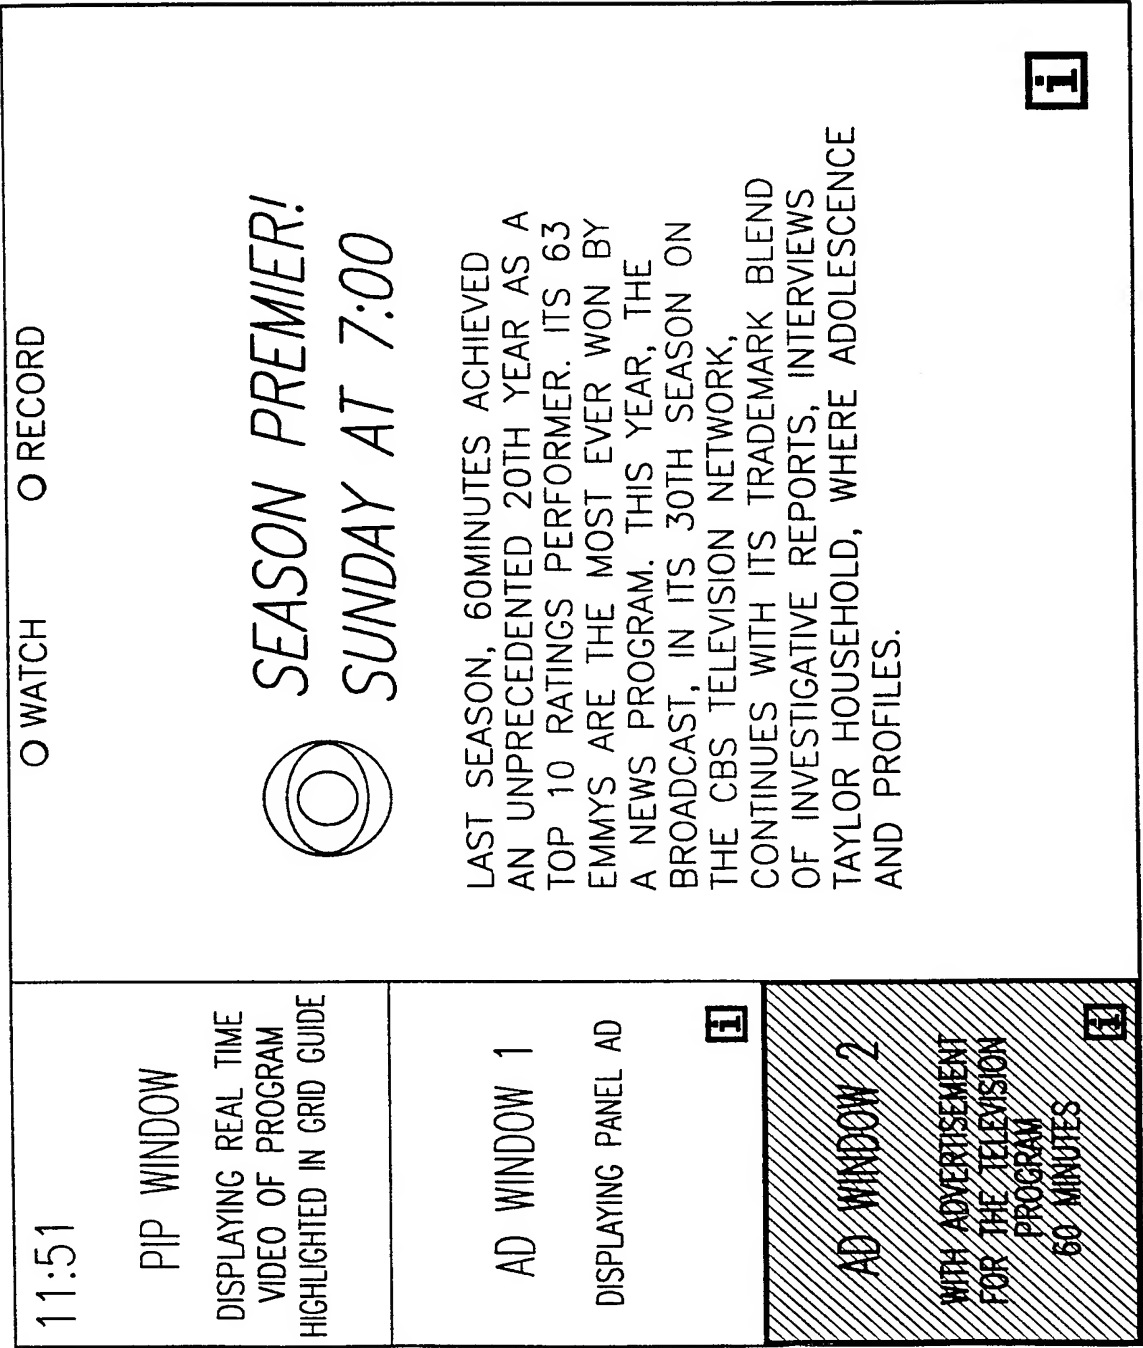 11:51
PIP WINDOW
DISPLAYING REAL TIME
VIDEO OF PROGRAM
HIGHLIGHTED IN GRID GUIDE
AD WINDOW 1
DISPLAYING PANEL AD
i
AD WINDOW 2
WITH ADVERTISEMENT
FOR THE TELEVISION
PROGRAM
60 MINUTES
i
O WATCH O RECORD
SEASON PREMIER!
SUNDAY AT 7:00
LAST SEASON, 60MINUTES ACHIEVED
AN UNPRECEDENTED 20TH YEAR AS A
TOP 10 RATINGS PERFORMER. ITS 63
EMMYS ARE THE MOST EVER WON BY
A NEWS PROGRAM. THIS YEAR, THE
BROADCAST, IN ITS 30TH SEASON ON
THE CBS TELEVISION NETWORK,
CONTINUES WITH ITS TRADEMARK BLEND
OF INVESTIGATIVE REPORTS, INTERVIEWS
TAYLOR HOUSEHOLD, WHERE ADOLESCENCE
AND PROFILES.
i